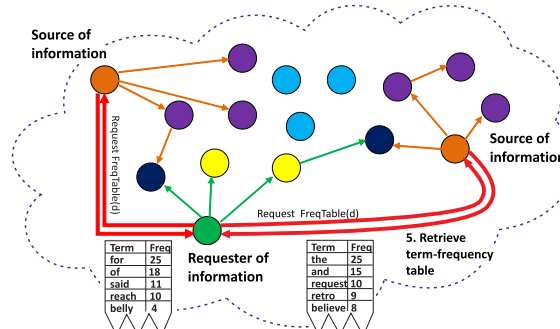 Source of
information
Source of
information
Request FreqTable(d)
Request FreqTable(d)
Requester of
information
5. Retrieve
term-frequency
table
Term Freq
for 25
of 18
said 11
reach 10
belly 4
Term Freq
the 25
and 15
request 10
retro 9
believe 8